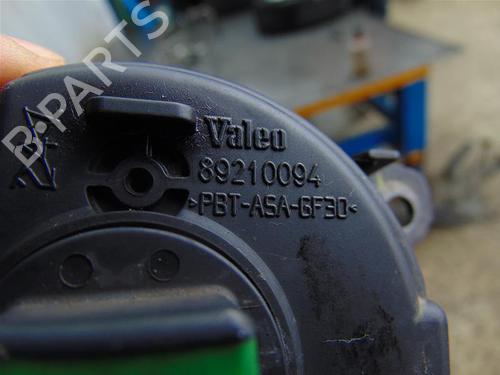 B-PARTS
Valeo
89210094
>PBT-ASA-GF30<